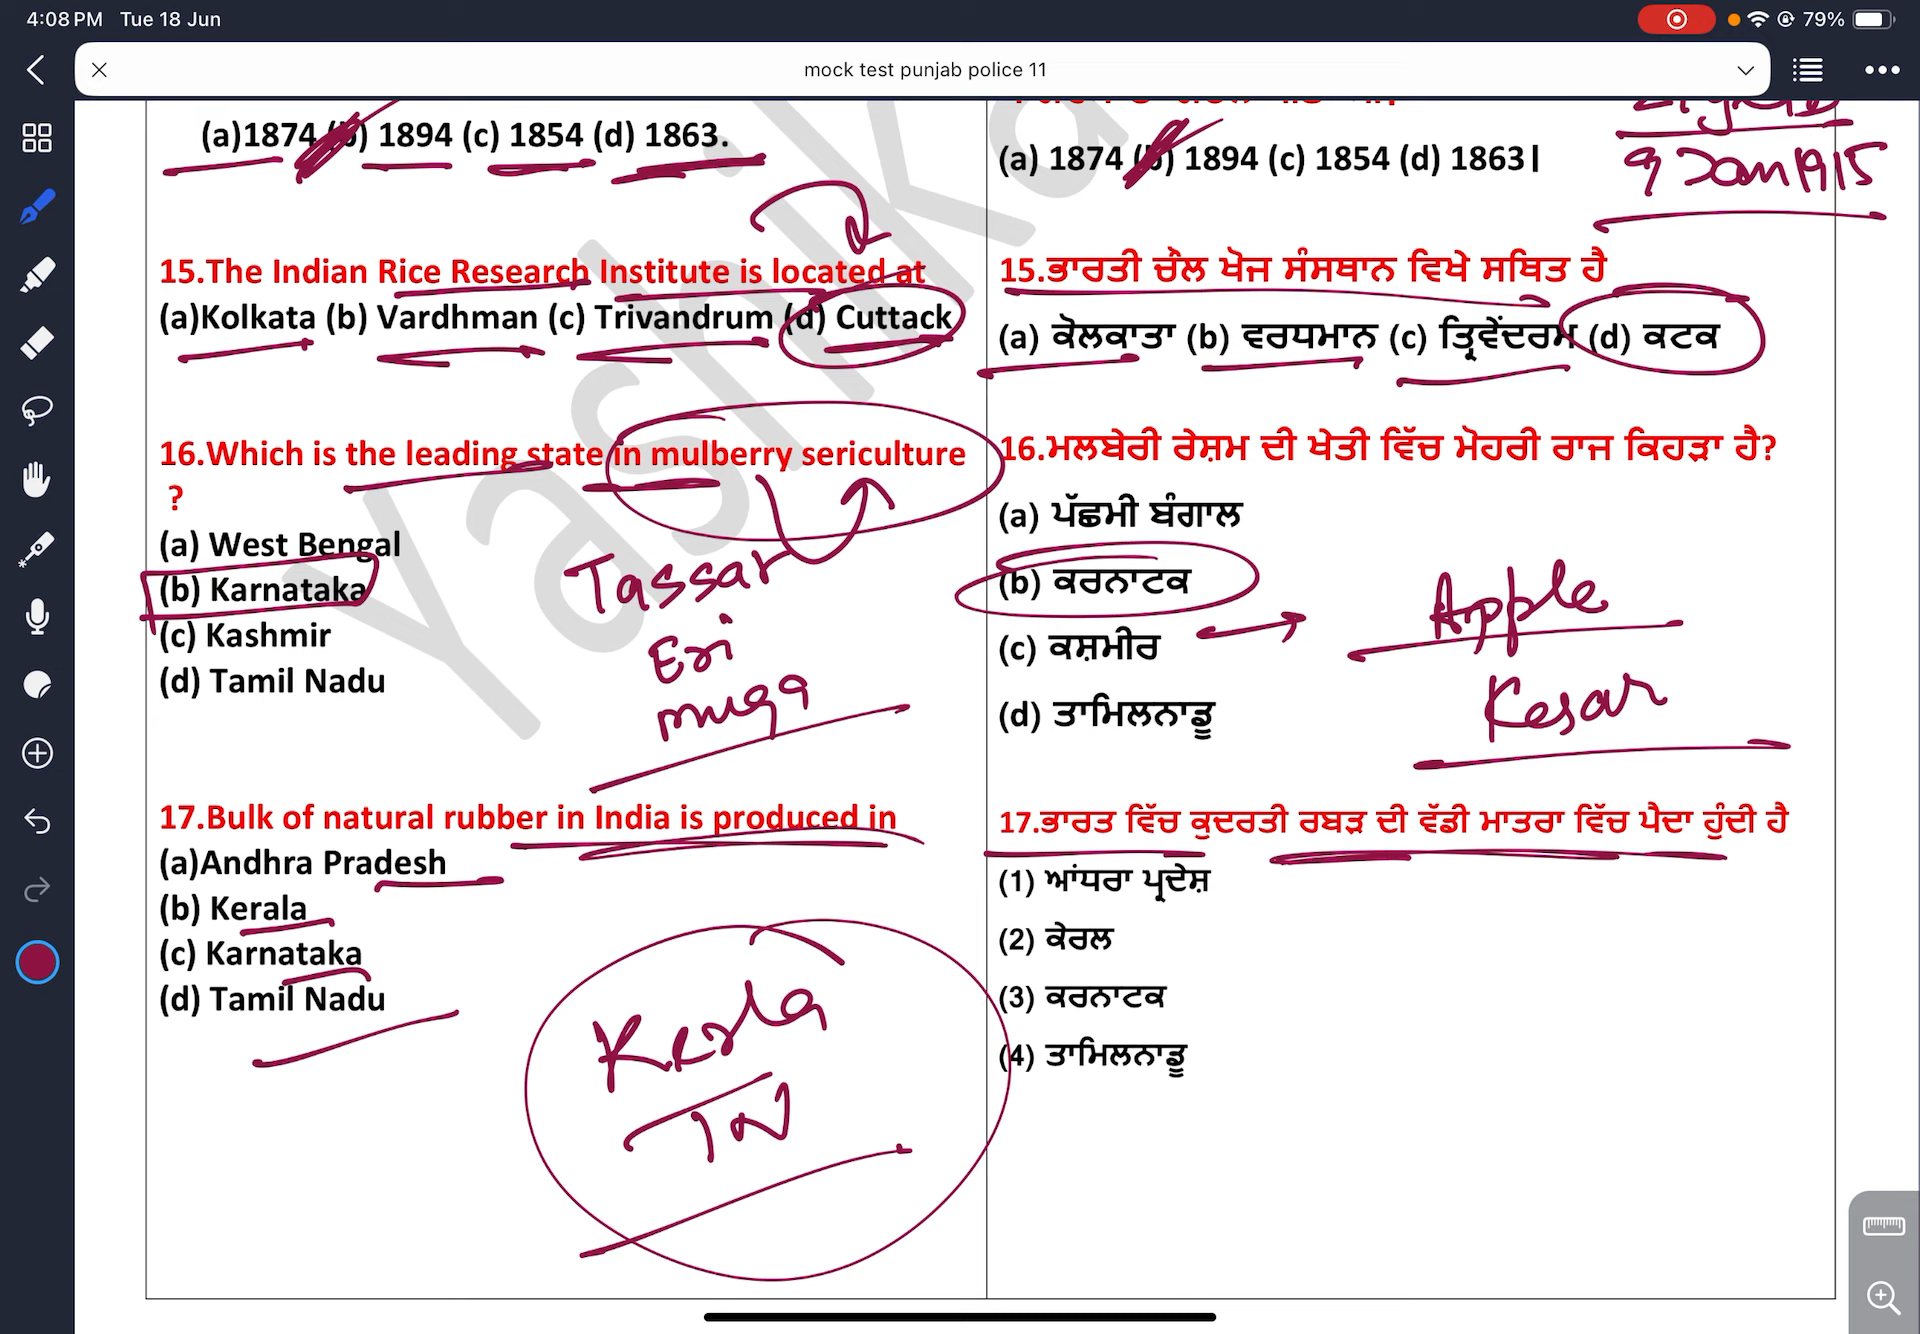 4:08 PM Tue 18 Jun
79%
mock test punjab police 11
(a)1874 (b) 1894 (c) 1854 (d) 1863.
15.The Indian Rice Research Institute is located at
(a)Kolkata (b) Vardhman (c) Trivandrum (d) Cuttack
16.Which is the leading state in mulberry sericulture
?
(a) West Bengal
(b) Karnataka
(c) Kashmir
(d) Tamil Nadu
Tassar
Eri
muga
17.Bulk of natural rubber in India is produced in
(a)Andhra Pradesh
(b) Kerala
(c) Karnataka
(d) Tamil Nadu
Kerla
TN
(a) 1874 (b) 1894 (c) 1854 (d) 1863।
9 Jan 1915
15.ਭਾਰਤੀ ਚੌਲ ਖੋਜ ਸੰਸਥਾਨ ਵਿਖੇ ਸਥਿਤ ਹੈ
(a) ਕੋਲਕਾਤਾ (b) ਵਰਧਮਾਨ (c) ਤ੍ਰਿਵੇਂਦਰਮ (d) ਕਟਕ
16.ਮਲਬੇਰੀ ਰੇਸ਼ਮ ਦੀ ਖੇਤੀ ਵਿੱਚ ਮੋਹਰੀ ਰਾਜ ਕਿਹੜਾ ਹੈ?
(a) ਪੱਛਮੀ ਬੰਗਾਲ
(b) ਕਰਨਾਟਕ
(c) ਕਸ਼ਮੀਰ
(d) ਤਾਮਿਲਨਾਡੂ
Apple
Kesar
17.ਭਾਰਤ ਵਿੱਚ ਕੁਦਰਤੀ ਰਬੜ ਦੀ ਵੱਡੀ ਮਾਤਰਾ ਵਿੱਚ ਪੈਦਾ ਹੁੰਦੀ ਹੈ
(1) ਆਂਧਰਾ ਪ੍ਰਦੇਸ਼
(2) ਕੇਰਲ
(3) ਕਰਨਾਟਕ
(4) ਤਾਮਿਲਨਾਡੂ
Yashika